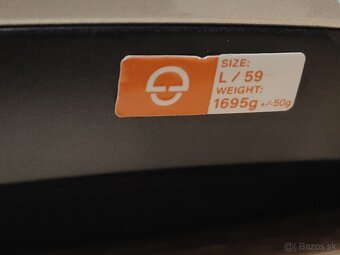 SIZE:
L / 59
WEIGHT:
1695g +/-50g
© Bazos.sk